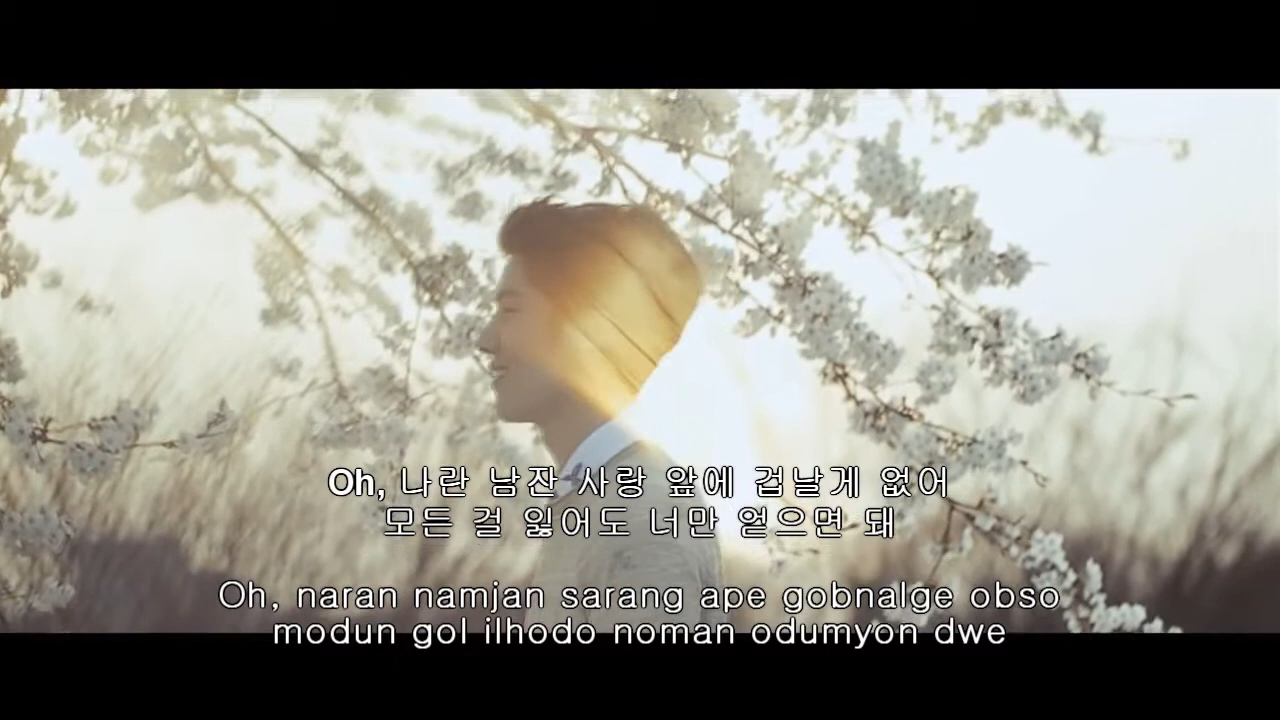 Oh, 나란 남잔 사랑 앞에 겁날게 없어
모든 걸 잃어도 너만 얻으면 돼
Oh, naran namjan sarang ape gobnalge obso
modun gol ilhodo noman odumyon dwe